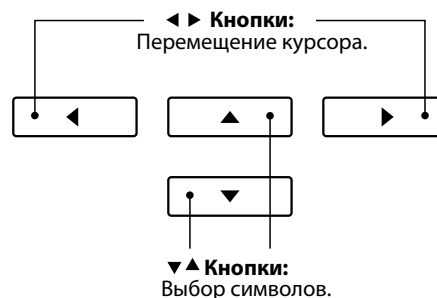 ◀ ▶ Кнопки:
Перемещение курсора.
◀ ▲ ▶
▼
▼▲ Кнопки:
Выбор символов.